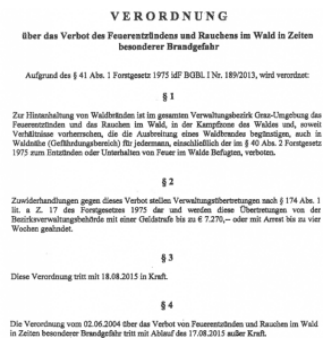 VERORDNUNG
über das Verbot des Feuerentzündens und Rauchens im Wald in Zeiten
besonderer Brandgefahr
Aufgrund des § 41 Abs. 1 Forstgesetz 1975 idF BGBL I Nr. 189/2013, wird verordnet:
§ 1
Zur Hintanhaltung von Waldbränden ist im gesamten Verwaltungsbezirk Graz-Umgebung das
Feuerentzünden und das Rauchen im Wald, in der Kampfzone des Waldes und, soweit
Verhältnisse vorherrschen, die die Ausbreitung eines Waldbrandes begünstigen, auch in
Waldnähe (Gefährdungsbereich) für jedermann, einschließlich der im § 40 Abs. 2 Forstgesetz
1975 zum Entzünden oder Unterhalten von Feuer im Walde Befugten, verboten.
§ 2
Zuwiderhandlungen gegen dieses Verbot stellen Verwaltungsübertretungen nach § 174 Abs. 1
lit. a Z. 17 des Forstgesetzes 1975 dar und werden diese Übertretungen von der
Bezirksverwaltungsbehörde mit einer Geldstrafe bis zu € 7.270,-- oder mit Arrest bis zu vier
Wochen geahndet.
§ 3
Diese Verordnung tritt mit 18.08.2015 in Kraft.
§ 4
Die Verordnung vom 02.06.2004 über das Verbot von Feuerentzünden und Rauchen im Wald
in Zeiten besonderer Brandgefahr tritt mit Ablauf des 17.08.2015 außer Kraft.